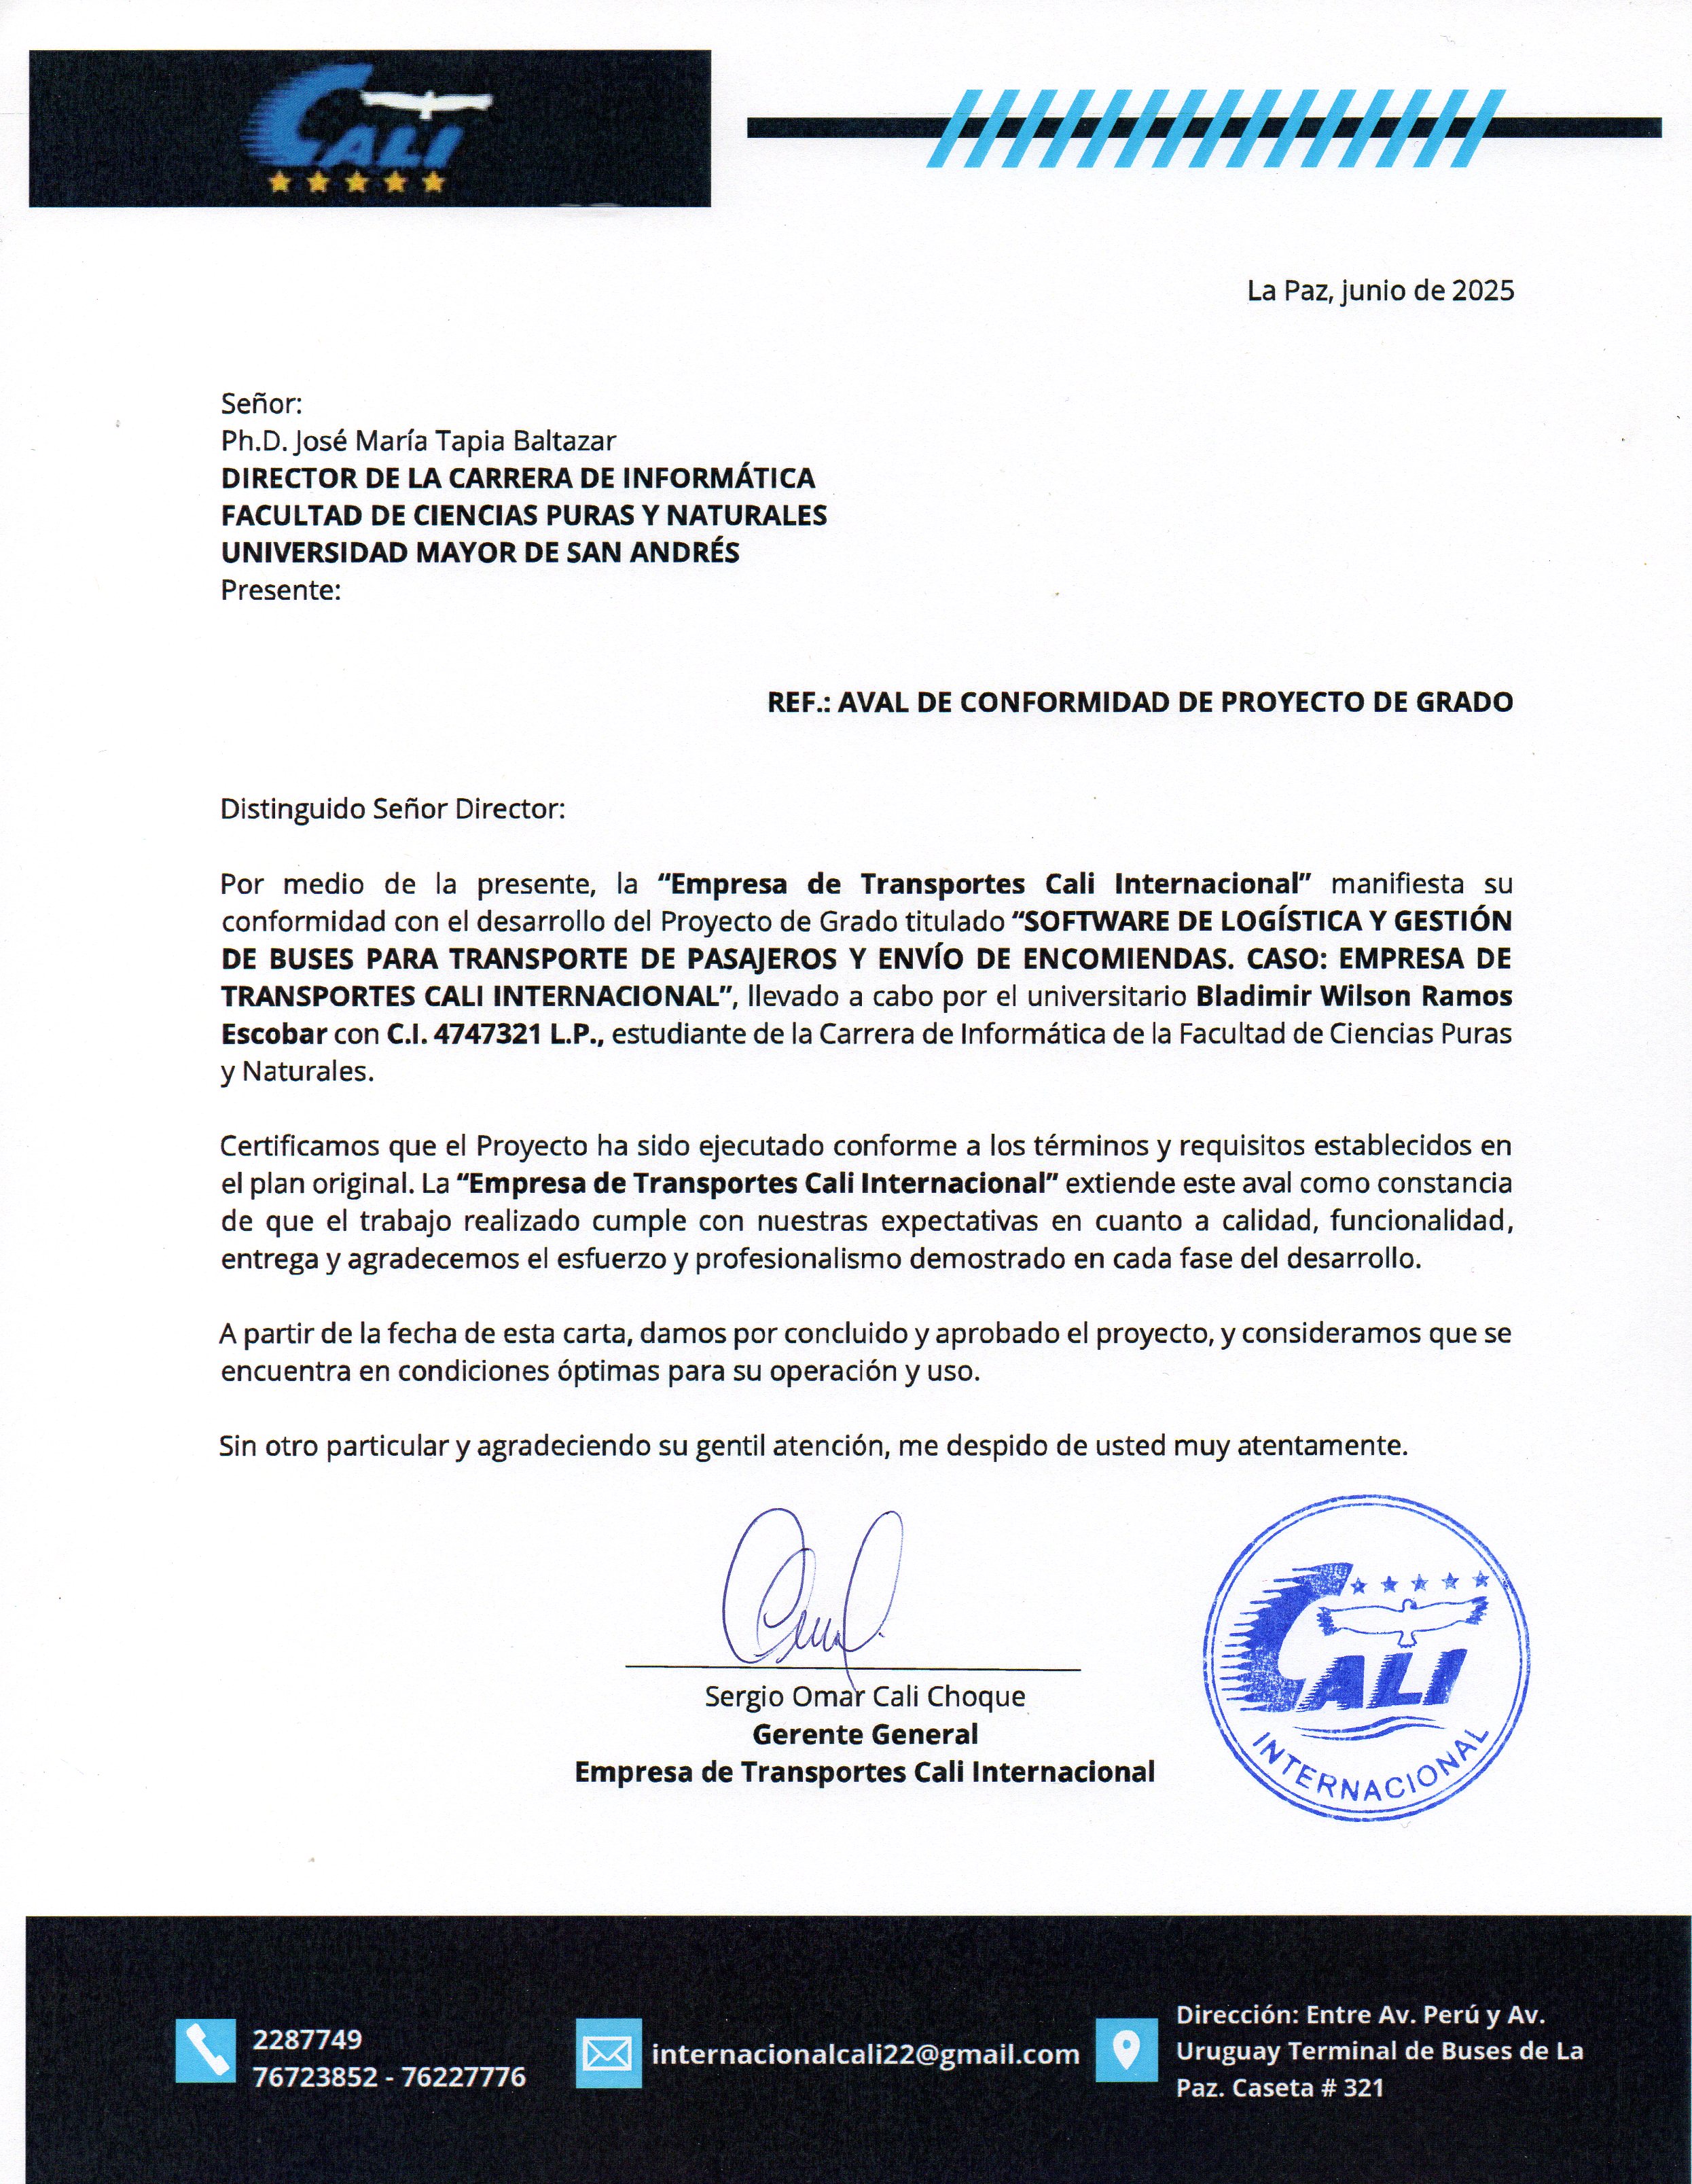 CALI
La Paz, junio de 2025
Señor:
Ph.D. José María Tapia Baltazar
DIRECTOR DE LA CARRERA DE INFORMÁTICA
FACULTAD DE CIENCIAS PURAS Y NATURALES
UNIVERSIDAD MAYOR DE SAN ANDRÉS
Presente:
REF.: AVAL DE CONFORMIDAD DE PROYECTO DE GRADO
Distinguido Señor Director:
Por medio de la presente, la “Empresa de Transportes Cali Internacional” manifiesta su
conformidad con el desarrollo del Proyecto de Grado titulado “SOFTWARE DE LOGÍSTICA Y GESTIÓN
DE BUSES PARA TRANSPORTE DE PASAJEROS Y ENVÍO DE ENCOMIENDAS. CASO: EMPRESA DE
TRANSPORTES CALI INTERNACIONAL”, llevado a cabo por el universitario Bladimir Wilson Ramos
Escobar con C.I. 4747321 L.P., estudiante de la Carrera de Informática de la Facultad de Ciencias Puras
y Naturales.
Certificamos que el Proyecto ha sido ejecutado conforme a los términos y requisitos establecidos en
el plan original. La “Empresa de Transportes Cali Internacional” extiende este aval como constancia
de que el trabajo realizado cumple con nuestras expectativas en cuanto a calidad, funcionalidad,
entrega y agradecemos el esfuerzo y profesionalismo demostrado en cada fase del desarrollo.
A partir de la fecha de esta carta, damos por concluido y aprobado el proyecto, y consideramos que se
encuentra en condiciones óptimas para su operación y uso.
Sin otro particular y agradeciendo su gentil atención, me despido de usted muy atentamente.
Sergio Omar Cali Choque
Gerente General
Empresa de Transportes Cali Internacional
CALI
INTERNACIONAL
2287749
76723852 - 76227776
internacionalcali22@gmail.com
Dirección: Entre Av. Perú y Av.
Uruguay Terminal de Buses de La
Paz. Caseta # 321